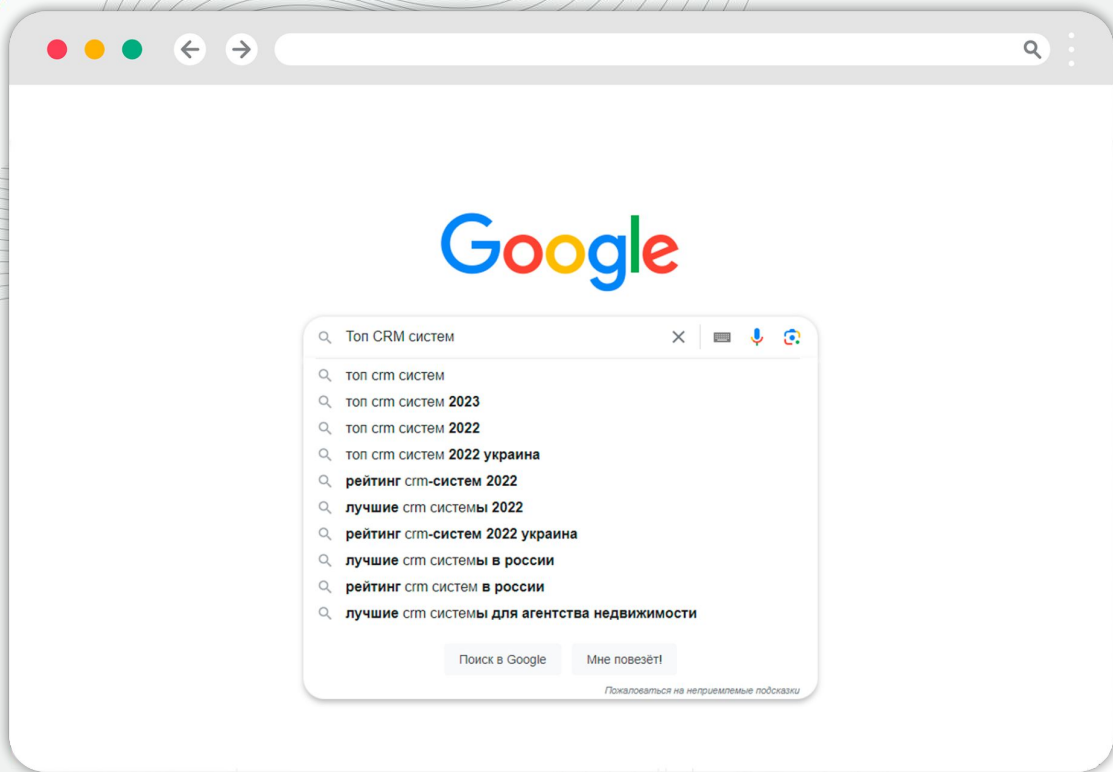 Google
Топ CRM систем
топ crm систем
топ crm систем 2023
топ crm систем 2022
топ crm систем 2022 украина
рейтинг crm-систем 2022
лучшие crm системы 2022
рейтинг crm-систем 2022 украина
лучшие crm системы в россии
рейтинг crm систем в россии
лучшие crm системы для агентства недвижимости
Поиск в Google Мне повезёт!
Пожаловаться на неприемлемые подсказки